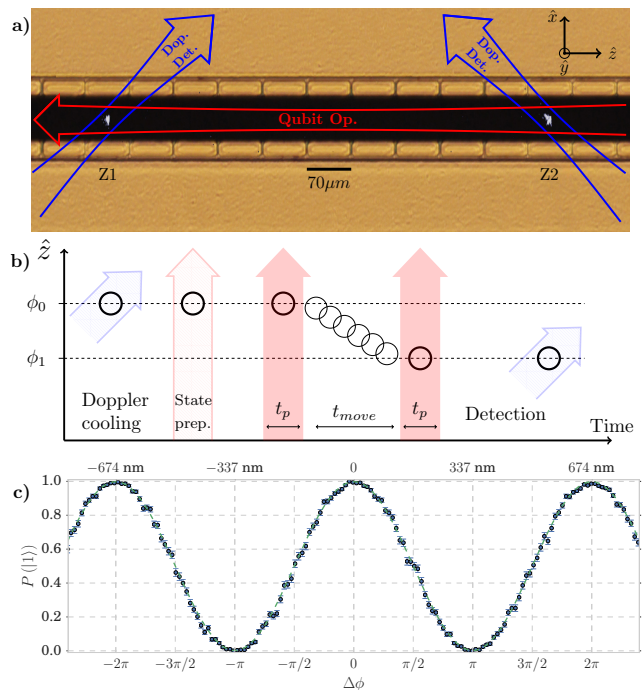 a)
Dop.
Det.
Dop.
Det.
x̂
ŷ
ẑ
Qubit Op.
Z1
70μm
Z2
b)
ẑ
ϕ0
ϕ1
Doppler
cooling
State
prep.
tp
tmove
tp
Detection
Time
c)
−674 nm −337 nm 0 337 nm 674 nm
P(|1⟩)
1.0
0.8
0.6
0.4
0.2
0.0
−2π −3π/2 −π −π/2 0 π/2 π 3π/2 2π
Δϕ